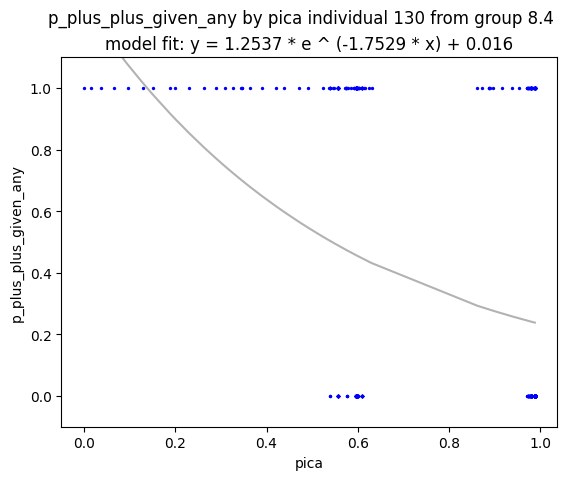 p_plus_plus_given_any by pica individual 130 from group 8.4
model fit: y = 1.2537 * e ^ (-1.7529 * x) + 0.016
p_plus_plus_given_any
1.0
0.8
0.6
0.4
0.2
0.0
0.0 0.2 0.4 0.6 0.8 1.0
pica